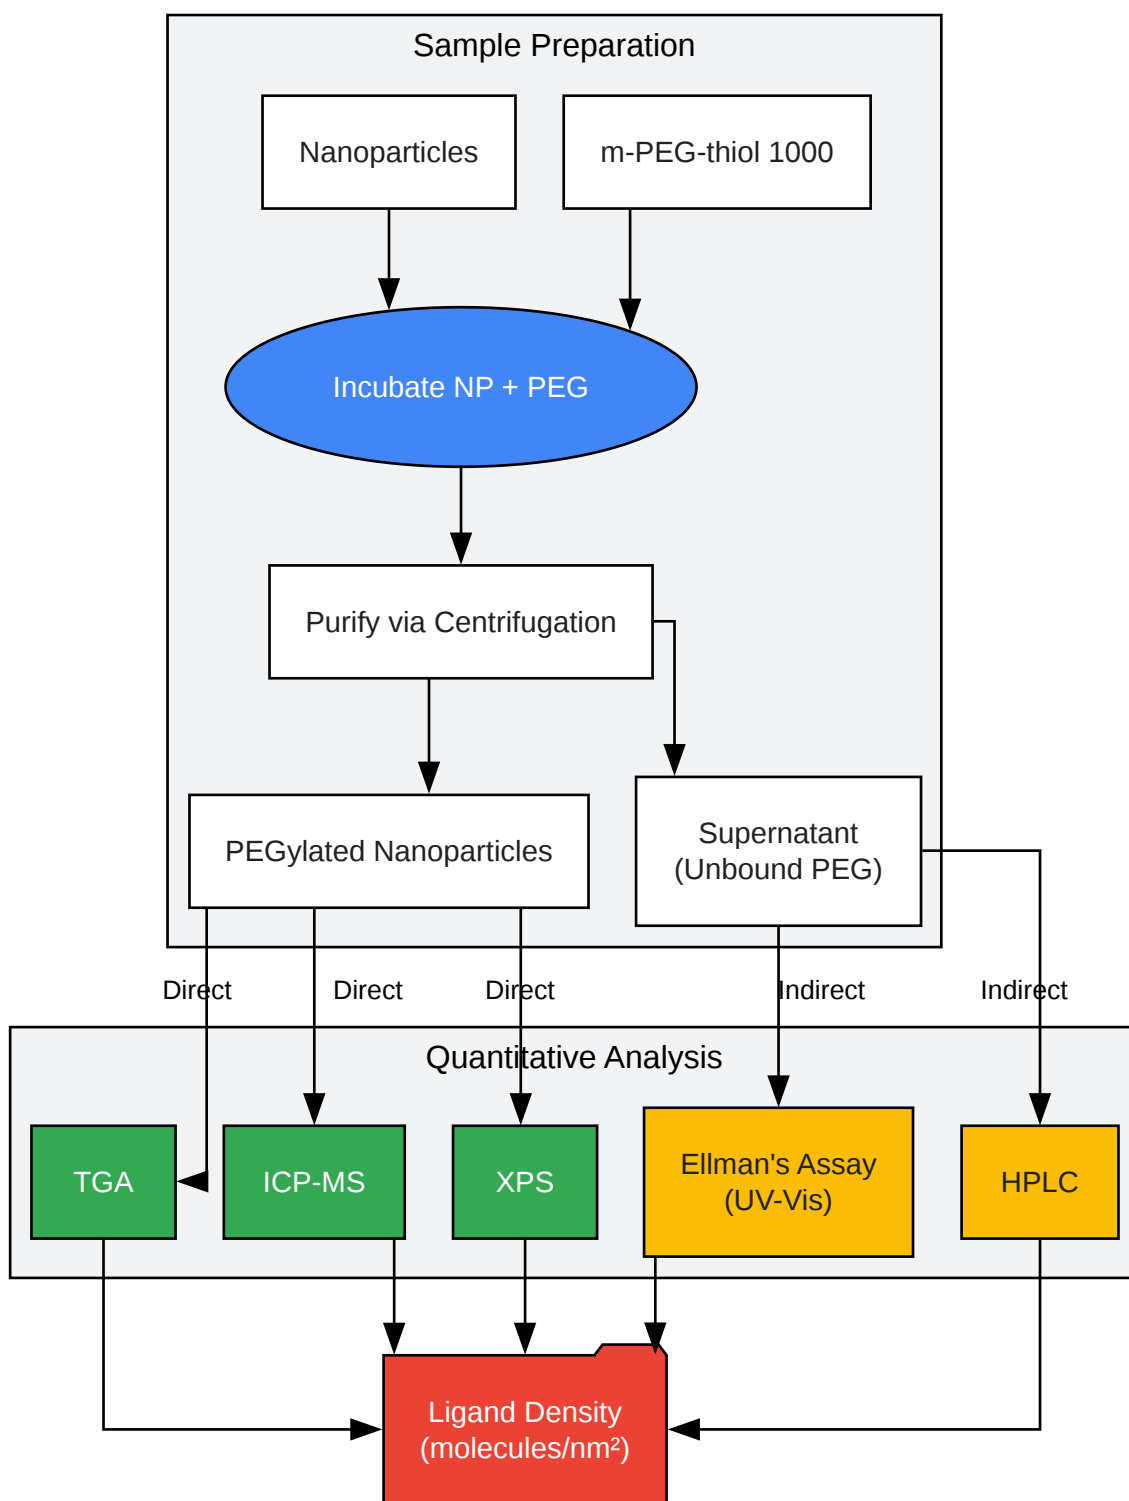 Sample Preparation
Nanoparticles
m-PEG-thiol 1000
Incubate NP + PEG
Purify via Centrifugation
PEGylated Nanoparticles
Supernatant
(Unbound PEG)
Direct
Direct
Direct
Indirect
Indirect
Quantitative Analysis
TGA
ICP-MS
XPS
Ellman's Assay
(UV-Vis)
HPLC
Ligand Density
(molecules/nm²)